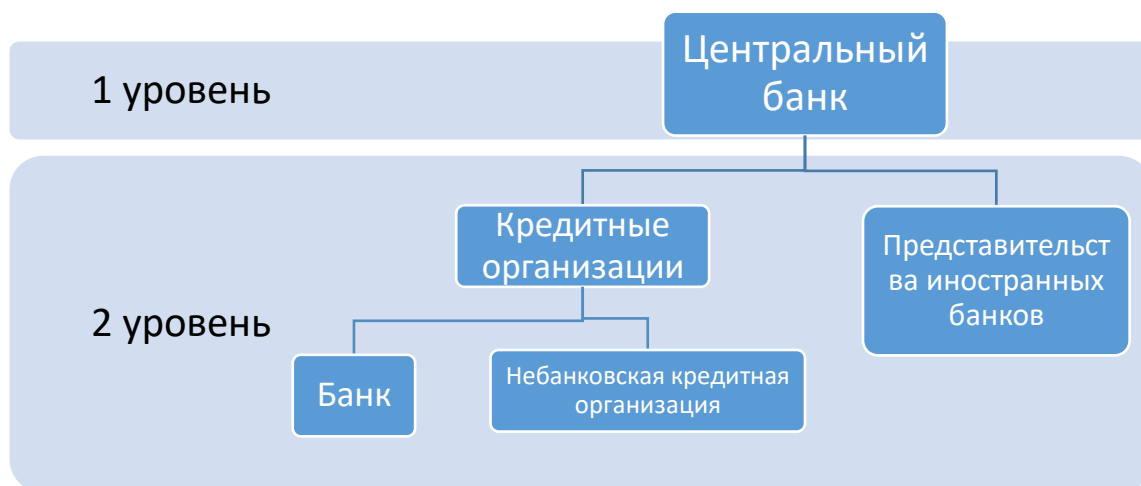 1 уровень
Центральный
банк
2 уровень
Кредитные
организации
Представительст
ва иностранных
банков
Банк
Небанковская кредитная
организация